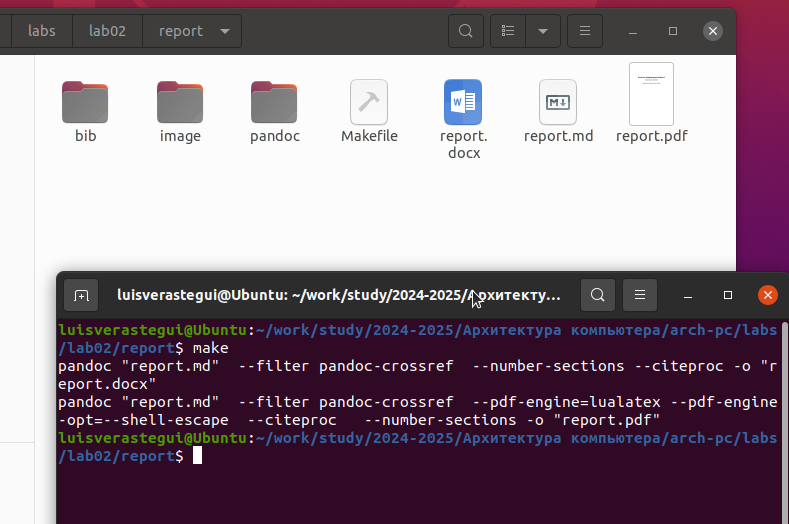 labs lab02 report
bib image pandoc Makefile report. report.md report.pdf
docx
luisverastegui@Ubuntu: ~/work/study/2024-2025/Архитекту...
luisverastegui@Ubuntu:~/work/study/2024-2025/Архитектура компьютера/arch-pc/labs
/lab02/report$ make
pandoc "report.md"  --filter pandoc-crossref  --number-sections --citeproc -o "r
eport.docx"
pandoc "report.md"  --filter pandoc-crossref  --pdf-engine=lualatex --pdf-engine
-opt=--shell-escape  --citeproc   --number-sections -o "report.pdf"
luisverastegui@Ubuntu:~/work/study/2024-2025/Архитектура компьютера/arch-pc/labs
/lab02/report$